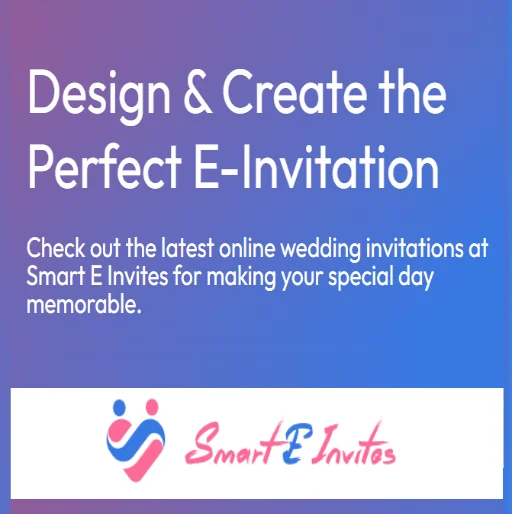 Design & Create the
Perfect E-Invitation
Check out the latest online wedding invitations at
Smart E Invites for making your special day
memorable.
Smart E Invites